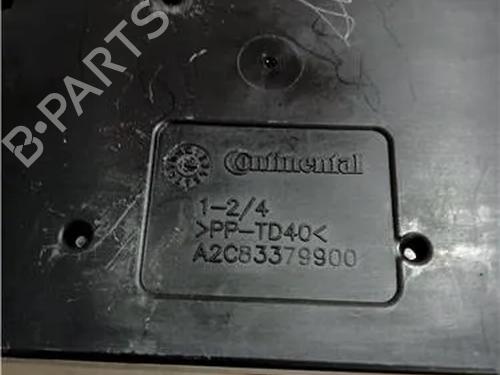 B-PARTS
Continental
1-2/4
>PP-TD40<
A2C83379900